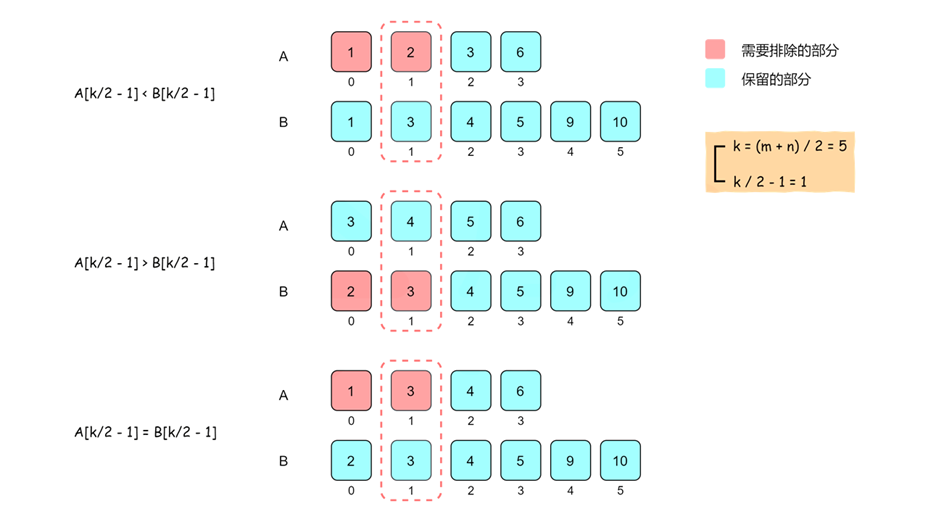 A
1 2 3 6
0 1 2 3
A[k/2 - 1] < B[k/2 - 1]
B
1 3 4 5 9 10
0 1 2 3 4 5
需要排除的部分
保留的部分
k = (m + n) / 2 = 5
k / 2 - 1 = 1
A
3 4 5 6
0 1 2 3
A[k/2 - 1] > B[k/2 - 1]
B
2 3 4 5 9 10
0 1 2 3 4 5
A
1 3 4 6
0 1 2 3
A[k/2 - 1] = B[k/2 - 1]
B
2 3 4 5 9 10
0 1 2 3 4 5